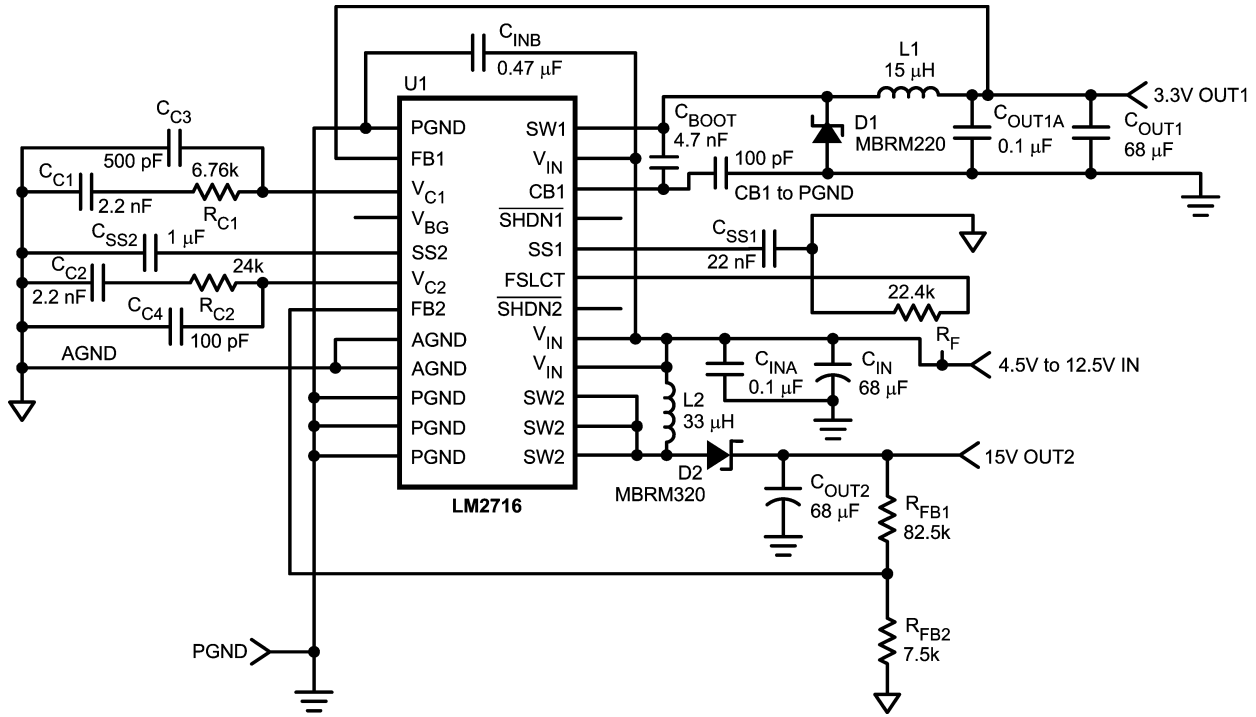 C_INB
0.47 µF
U1
L1
15 µH
3.3V OUT1
C_C3
500 pF
C_C1
2.2 nF
6.76k
R_C1
C_SS2
1 µF
C_C2
2.2 nF
24k
R_C2
C_C4
100 pF
AGND
PGND
FB1
V_C1
V_BG
SS2
V_C2
FB2
AGND
AGND
PGND
PGND
PGND
SW1
V_IN
CB1
SHDN1
SS1
FSLCT
SHDN2
V_IN
V_IN
SW2
SW2
SW2
LM2716
C_BOOT
4.7 nF
100 pF
CB1 to PGND
D1
MBRM220
C_OUT1A
0.1 µF
C_OUT1
68 µF
C_SS1
22 nF
22.4k
R_F
4.5V to 12.5V IN
C_INA
0.1 µF
C_IN
68 µF
L2
33 µH
D2
MBRM320
15V OUT2
C_OUT2
68 µF
R_FB1
82.5k
R_FB2
7.5k
PGND